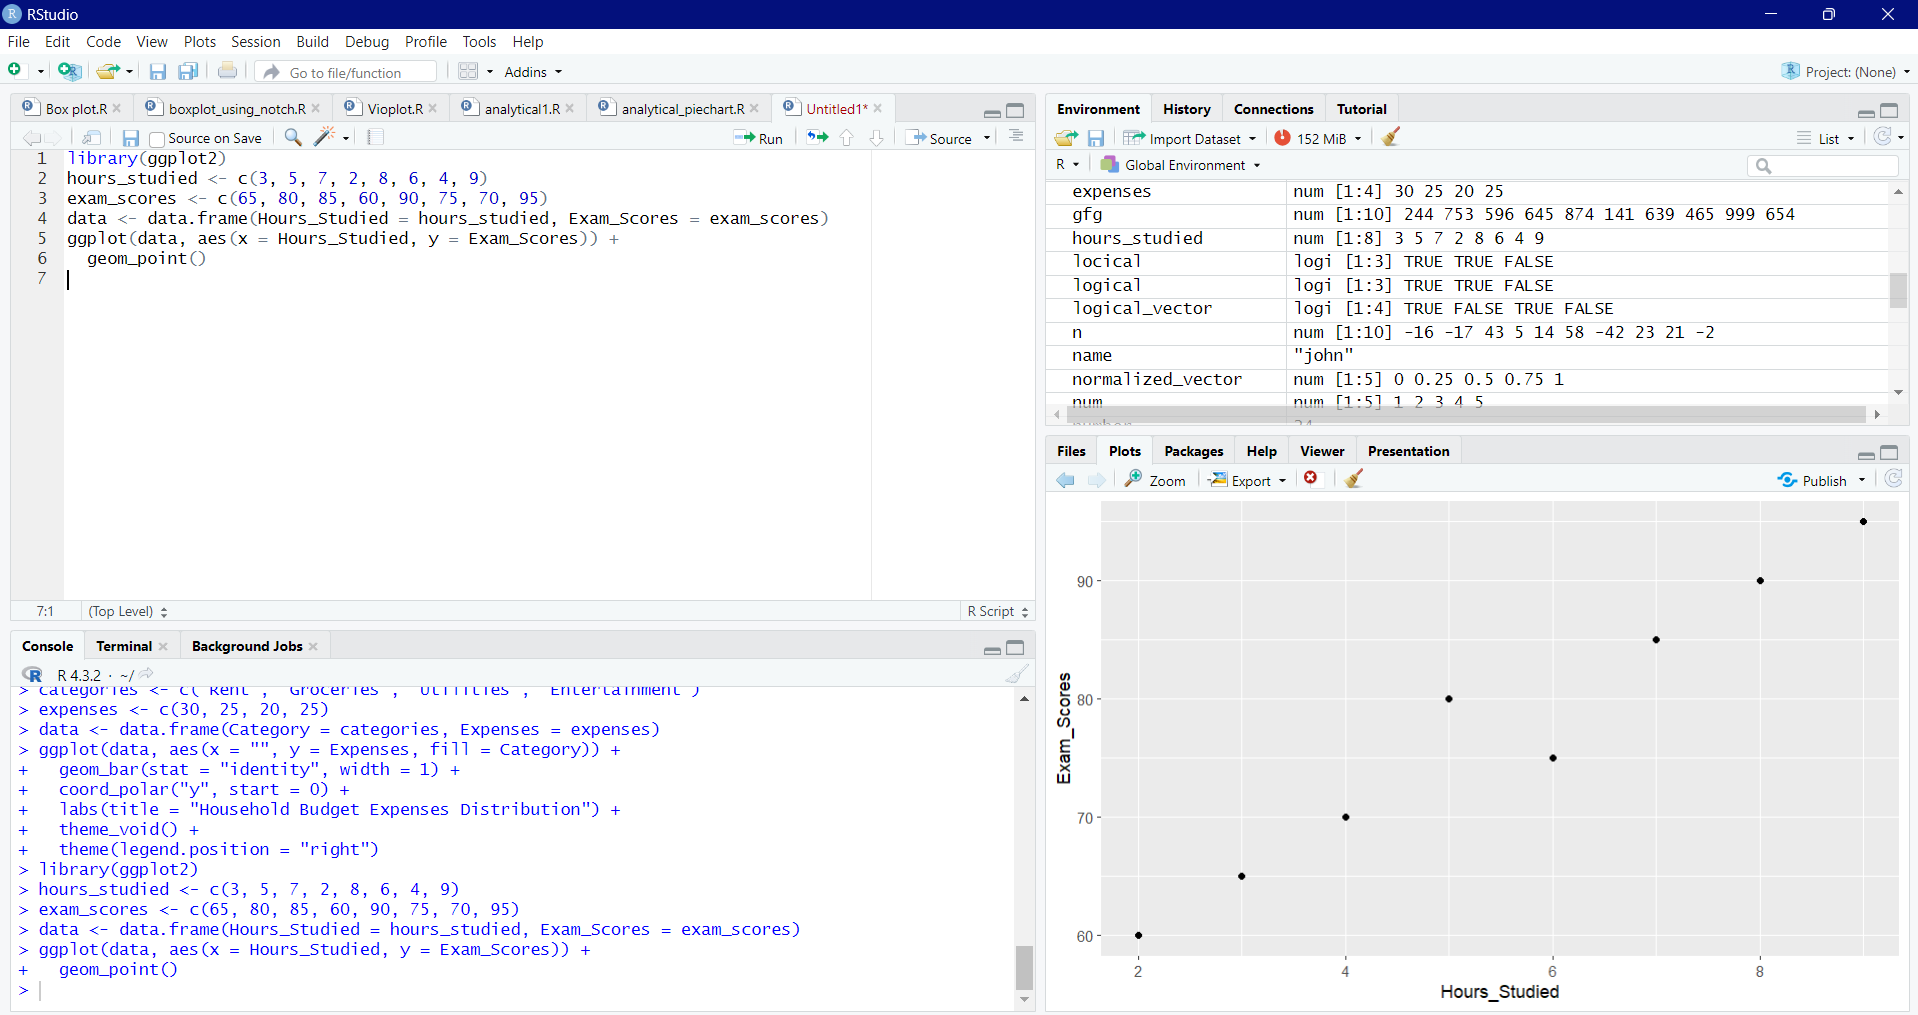 RStudio
File Edit Code View Plots Session Build Debug Profile Tools Help
Go to file/function Addins Project: (None)
Box plot.R boxplot_using_notch.R Vioplot.R analytical1.R analytical_piechart.R Untitled1*
Source on Save Run Source
1 library(ggplot2)
2 hours_studied <- c(3, 5, 7, 2, 8, 6, 4, 9)
3 exam_scores <- c(65, 80, 85, 60, 90, 75, 70, 95)
4 data <- data.frame(Hours_Studied = hours_studied, Exam_Scores = exam_scores)
5 ggplot(data, aes(x = Hours_Studied, y = Exam_Scores)) +
6   geom_point()
7
7:1 (Top Level) R Script
Console Terminal Background Jobs
R 4.3.2 · ~/
> categories <- c("Rent", "Groceries", "Utilities", "Entertainment")
> expenses <- c(30, 25, 20, 25)
> data <- data.frame(Category = categories, Expenses = expenses)
> ggplot(data, aes(x = "", y = Expenses, fill = Category)) +
+   geom_bar(stat = "identity", width = 1) +
+   coord_polar("y", start = 0) +
+   labs(title = "Household Budget Expenses Distribution") +
+   theme_void() +
+   theme(legend.position = "right")
> library(ggplot2)
> hours_studied <- c(3, 5, 7, 2, 8, 6, 4, 9)
> exam_scores <- c(65, 80, 85, 60, 90, 75, 70, 95)
> data <- data.frame(Hours_Studied = hours_studied, Exam_Scores = exam_scores)
> ggplot(data, aes(x = Hours_Studied, y = Exam_Scores)) +
+   geom_point()
>
Environment History Connections Tutorial
Import Dataset 152 MiB List
R Global Environment
expenses num [1:4] 30 25 20 25
gfg num [1:10] 244 753 596 645 874 141 639 465 999 654
hours_studied num [1:8] 3 5 7 2 8 6 4 9
locical logi [1:3] TRUE TRUE FALSE
logical logi [1:3] TRUE TRUE FALSE
logical_vector logi [1:4] TRUE FALSE TRUE FALSE
n num [1:10] -16 -17 43 5 14 58 -42 23 21 -2
name "john"
normalized_vector num [1:5] 0 0.25 0.5 0.75 1
num num [1:5] 1 2 3 4 5
Files Plots Packages Help Viewer Presentation
Zoom Export Publish
90
80
70
60
Exam_Scores
2 4 6 8
Hours_Studied